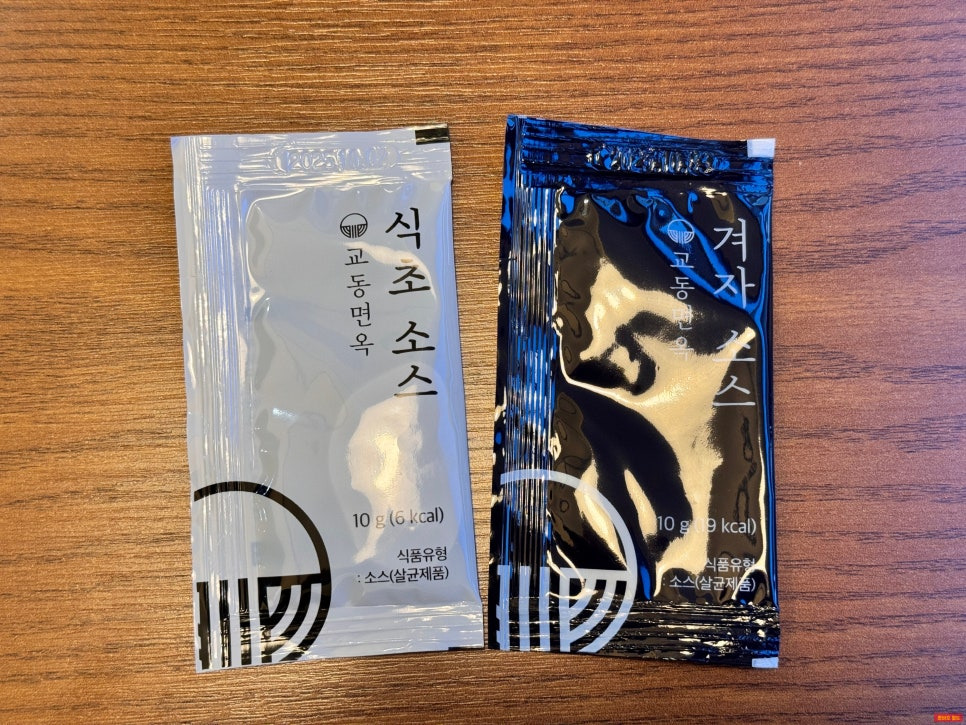 식초 소스
교동면옥
10 g (6 kcal)
식품유형
: 소스(살균제품)
겨자 소스
교동면옥
10 g 9 kcal)
식품유형
: 소스(살균제품)